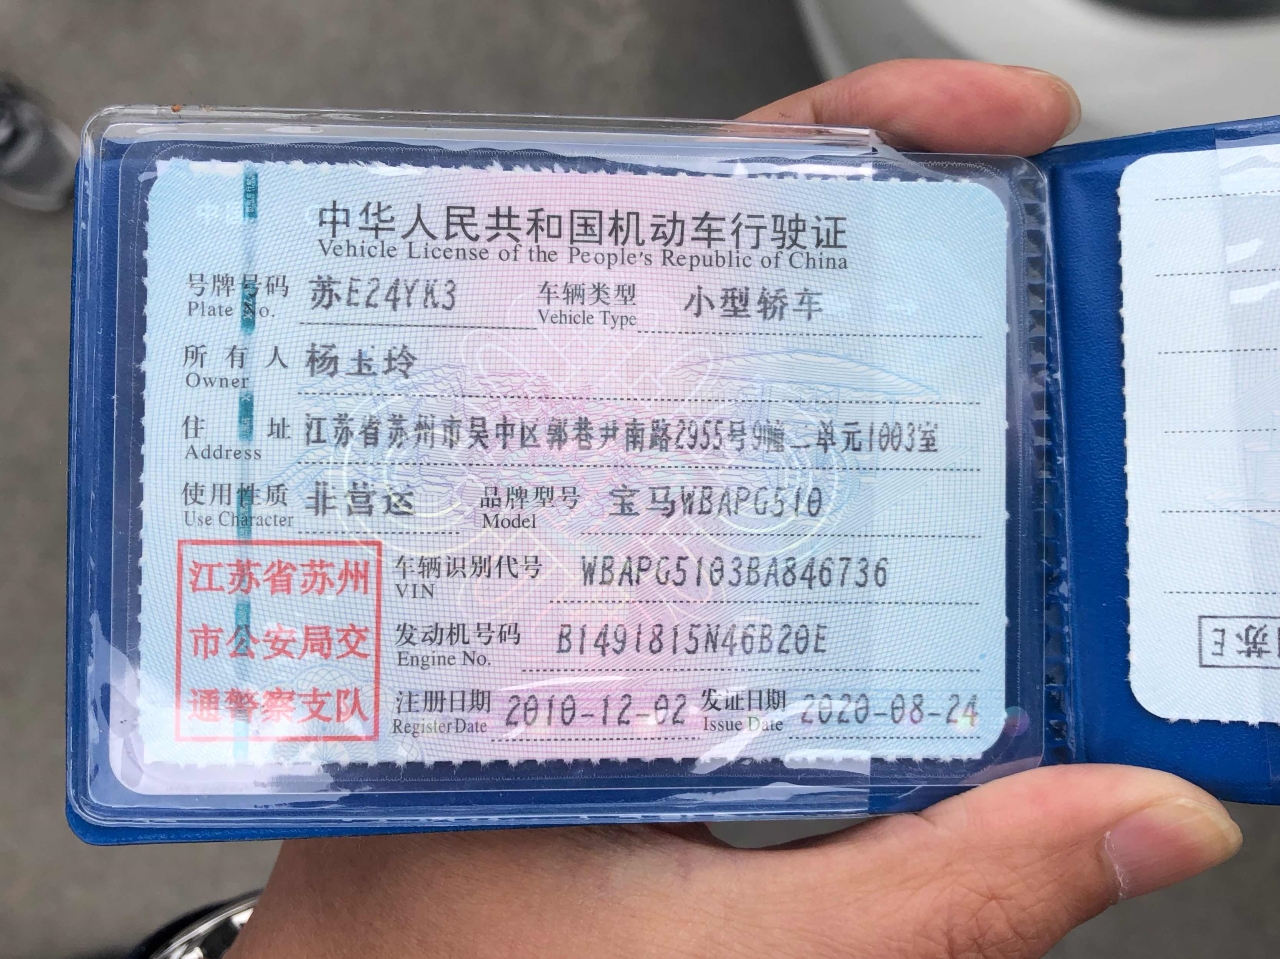 中华人民共和国机动车行驶证
Vehicle License of the People's Republic of China
号牌号码 苏E24YK3 车辆类型 小型轿车
Plate No. Vehicle Type
所有人 杨玉玲
Owner
住址 江苏省苏州市吴中区郭巷尹南路2955号9幢二单元1003室
Address
使用性质 非营运 品牌型号 宝马WBAPG510
Use Character Model
江苏省苏州
市公安局交
通警察支队
车辆识别代号 WBAPG5103BA846736
VIN
发动机号码 B1491815N46B20E
Engine No.
注册日期 2010-12-02 发证日期 2020-08-24
Register Date Issue Date
苏E